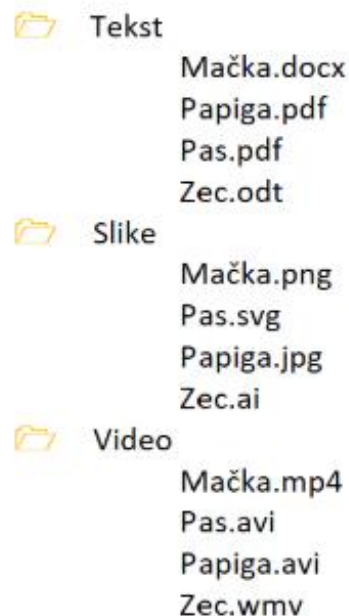 Tekst
Mačka.docx
Papiga.pdf
Pas.pdf
Zec.odt
Slike
Mačka.png
Pas.svg
Papiga.jpg
Zec.ai
Video
Mačka.mp4
Pas.avi
Papiga.avi
Zec.wmv